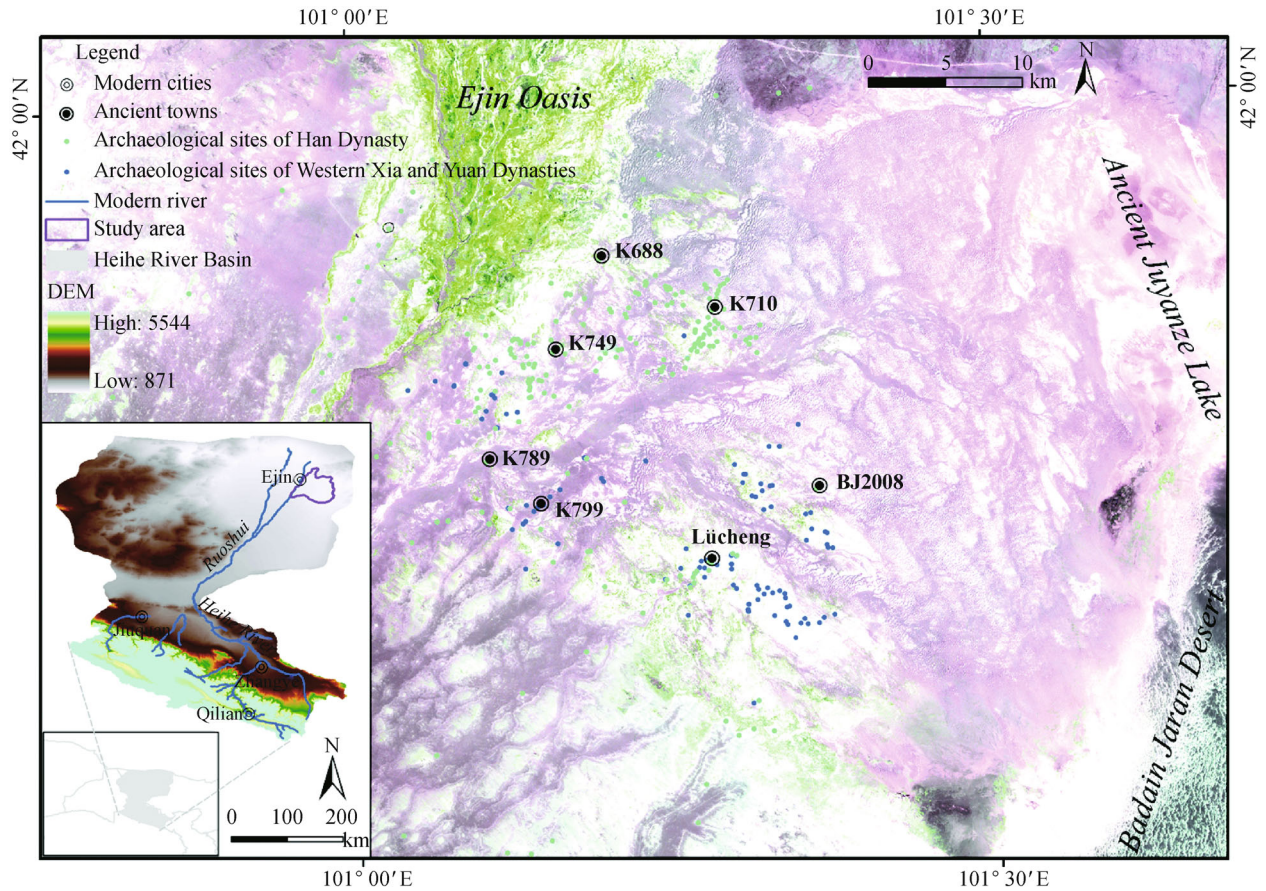 101° 00′ E
101° 30′ E
42° 00′ N
42° 00′ N
Legend
Modern cities
Ancient towns
Archaeological sites of Han Dynasty
Archaeological sites of Western Xia and Yuan Dynasties
Modern river
Study area
Heihe River Basin
DEM
High: 5544
Low: 871
0 5 10
km
N
Ejin Oasis
Ancient Juyanze Lake
K688
K710
K749
K789
K799
BJ2008
Lücheng
Badain Jaran Desert
Ejin
Ruoshui
Jiuquan
Qilian
N
0 100 200
km
101° 00′ E
101° 30′ E